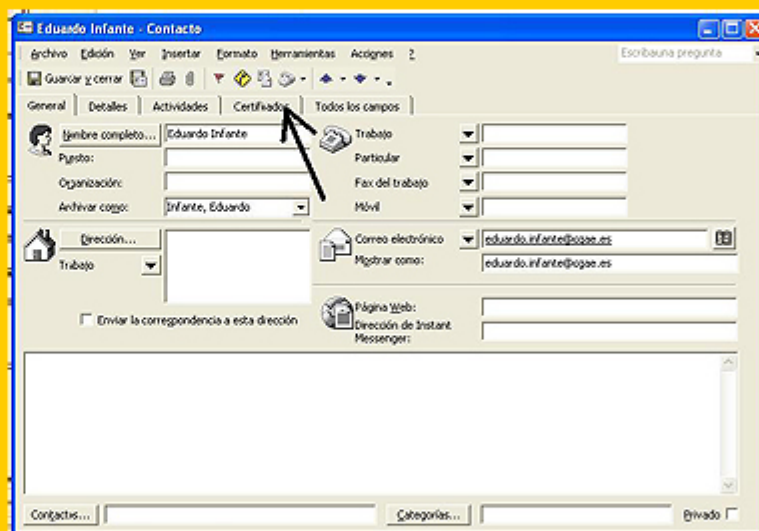 Eduardo Infante - Contacto
Archivo Edición Ver Insertar Formato Herramientas Acciones ?
Escriba una pregunta
Guardar y cerrar
General Detalles Actividades Certificados Todos los campos
Nombre completo... Eduardo Infante
Puesto:
Organización:
Archivar como: Infante, Eduardo
Trabajo
Particular
Fax del trabajo
Móvil
Dirección...
Trabajo
Enviar la correspondencia a esta dirección
Correo electrónico eduardo.infante@cgae.es
Mostrar como: eduardo.infante@cgae.es
Página Web:
Dirección de Instant
Messenger:
Contactos... Categorías... Privado